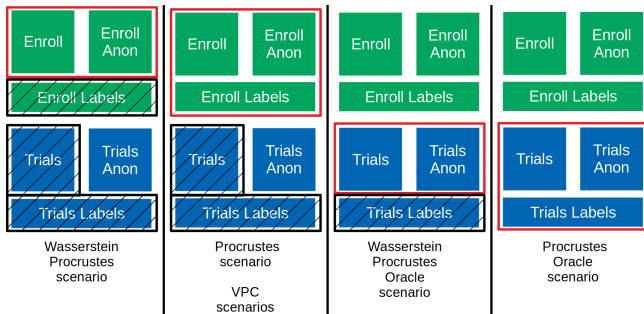 Enroll
Enroll
Anon
Enroll Labels
Trials
Trials
Anon
Trials Labels
Wasserstein
Procrustes
scenario
Enroll
Enroll
Anon
Enroll Labels
Trials
Trials
Anon
Trials Labels
Procrustes
scenario
VPC
scenarios
Enroll
Enroll
Anon
Enroll Labels
Trials
Trials
Anon
Trials Labels
Wasserstein
Procrustes
Oracle
scenario
Enroll
Enroll
Anon
Enroll Labels
Trials
Trials
Anon
Trials Labels
Procrustes
Oracle
scenario